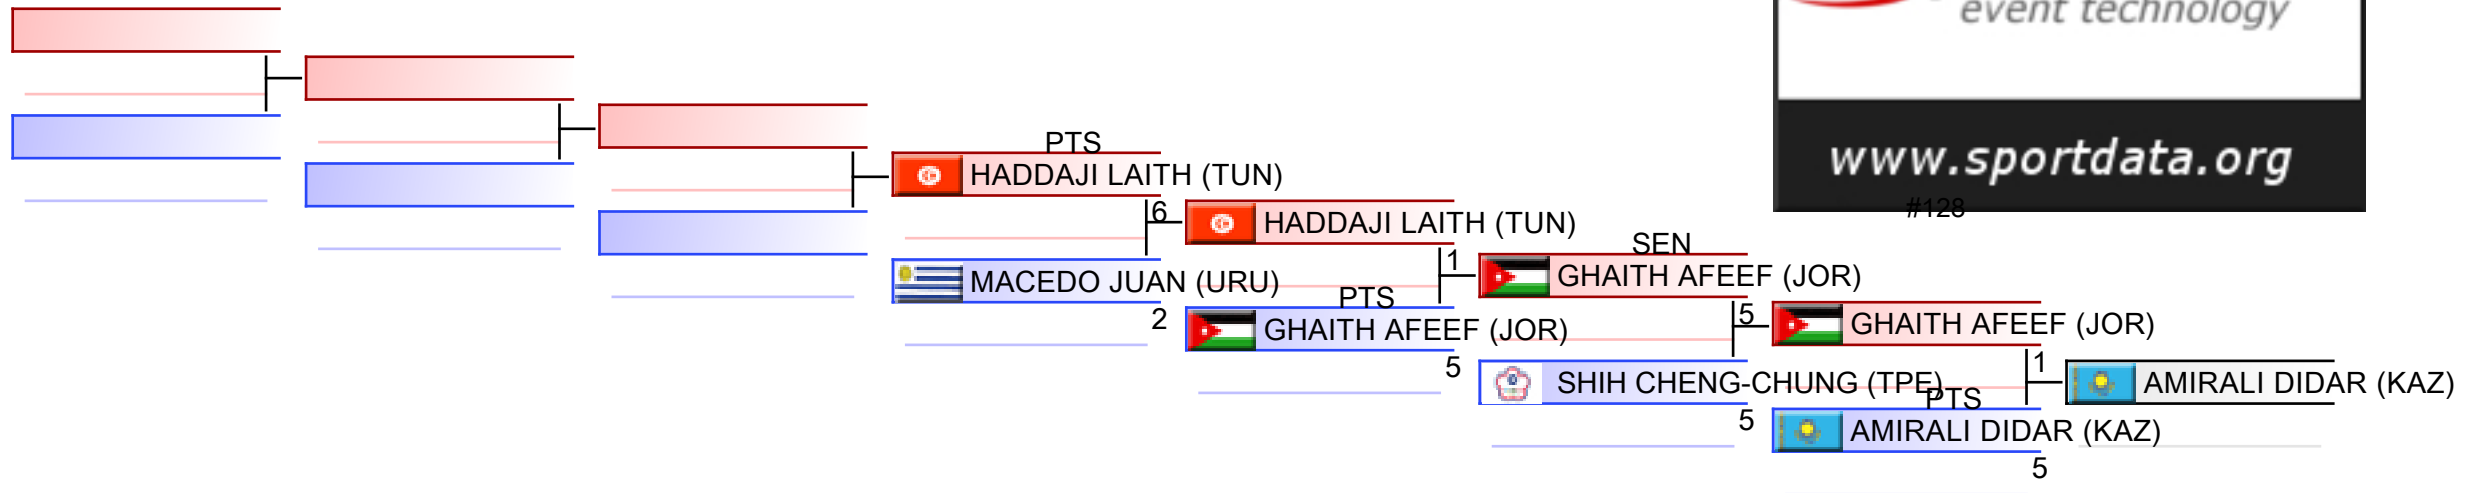 event technology
www.sportdata.org
#128
PTS
HADDAJI LAITH (TUN)
6
MACEDO JUAN (URU)
2
HADDAJI LAITH (TUN)
1
PTS
GHAITH AFEEF (JOR)
5
SEN
GHAITH AFEEF (JOR)
5
SHIH CHENG-CHUNG (TPE)
5
GHAITH AFEEF (JOR)
1
PTS
AMIRALI DIDAR (KAZ)
5
AMIRALI DIDAR (KAZ)